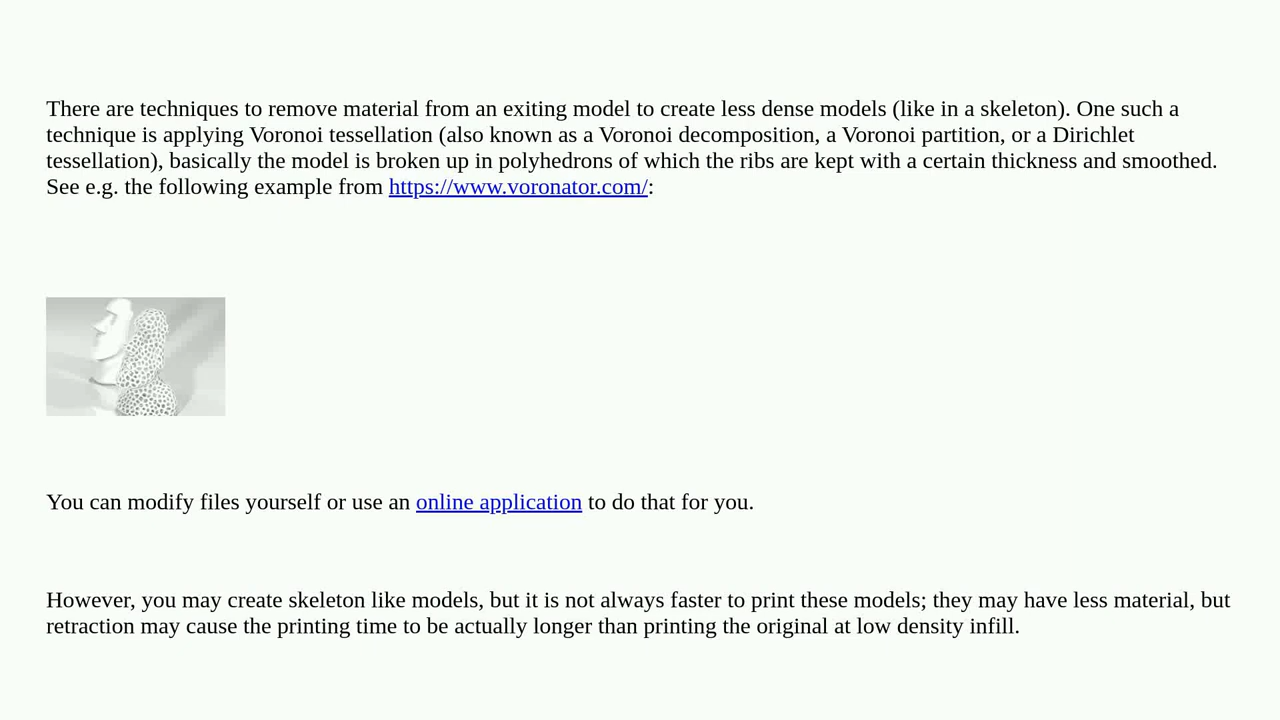 There are techniques to remove material from an exiting model to create less dense models (like in a skeleton). One such a
technique is applying Voronoi tessellation (also known as a Voronoi decomposition, a Voronoi partition, or a Dirichlet
tessellation), basically the model is broken up in polyhedrons of which the ribs are kept with a certain thickness and smoothed.
See e.g. the following example from https://www.voronator.com/:
You can modify files yourself or use an online application to do that for you.
However, you may create skeleton like models, but it is not always faster to print these models; they may have less material, but
retraction may cause the printing time to be actually longer than printing the original at low density infill.